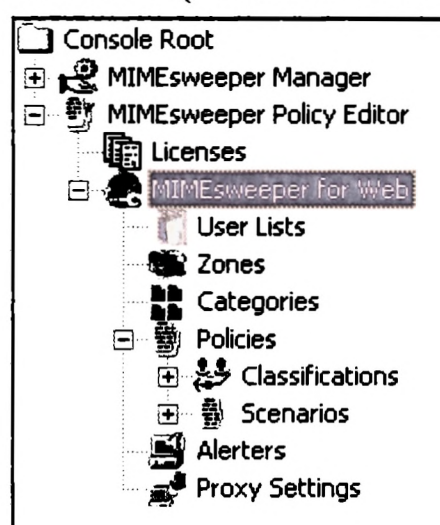 Console Root
MIMEsweeper Manager
MIMEsweeper Policy Editor
Licenses
MIMEsweeper for Web
User Lists
Zones
Categories
Policies
Classifications
Scenarios
Alerters
Proxy Settings